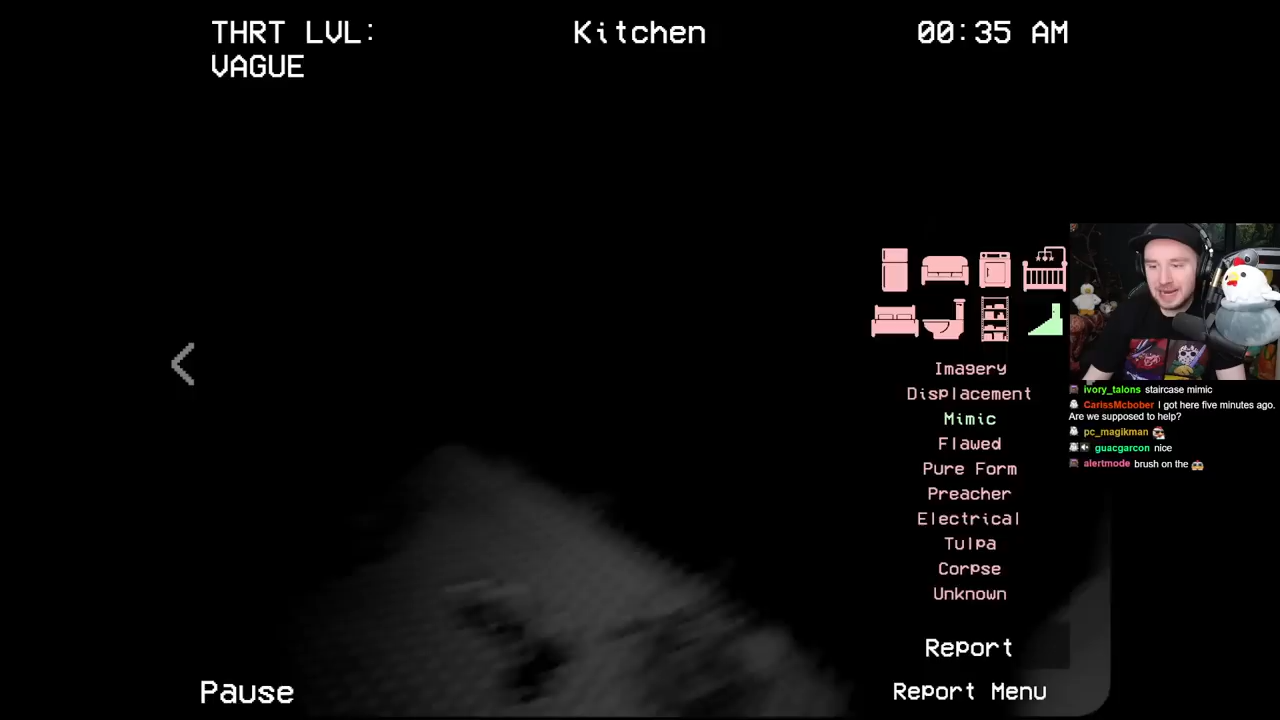 THRT LVL:
VAGUE
Kitchen
00:35 AM
Imagery
Displacement
Mimic
Flawed
Pure Form
Preacher
Electrical
Tulpa
Corpse
Unknown
Report
Report Menu
Pause
ivory_talons staircase mimic
CarissMcbober I got here five minutes ago.
Are we supposed to help?
pc_magikman
guacgarcon nice
alertmode brush on the